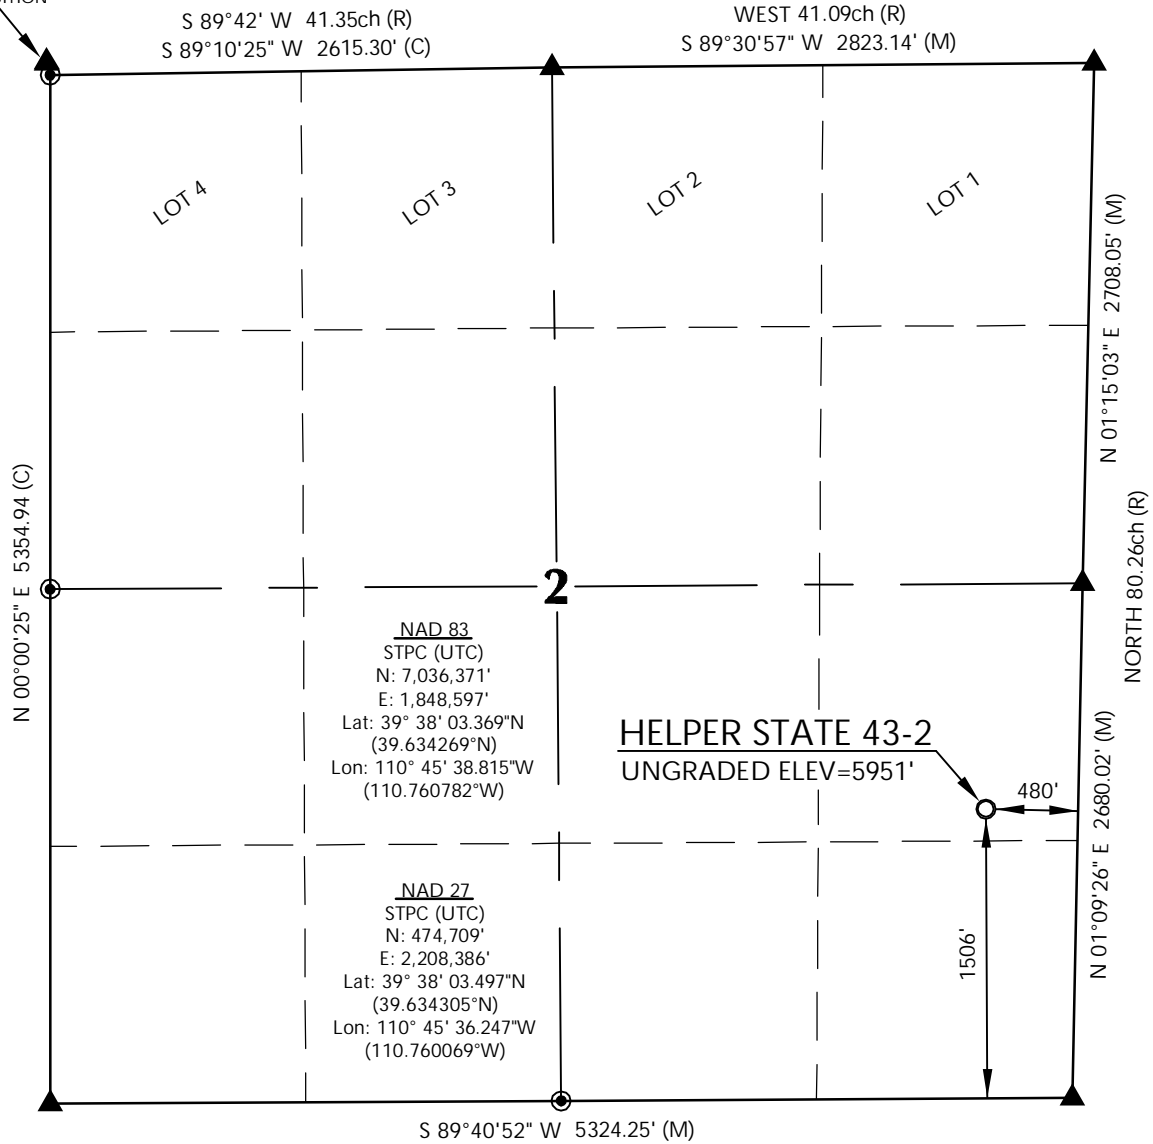 S 89°42' W 41.35ch (R)
S 89°10'25" W 2615.30' (C)
WEST 41.09ch (R)
S 89°30'57" W 2823.14' (M)
LOT 4
LOT 3
LOT 2
LOT 1
N 01°15'03" E 2708.05' (M)
N 00°00'25" E 5354.94 (C)
NORTH 80.26ch (R)
2
NAD 83
STPC (UTC)
N: 7,036,371'
E: 1,848,597'
Lat: 39° 38' 03.369"N
(39.634269°N)
Lon: 110° 45' 38.815"W
(110.760782°W)
HELPER STATE 43-2
UNGRADED ELEV=5951'
480'
N 01°09'26" E 2680.02' (M)
1506'
NAD 27
STPC (UTC)
N: 474,709'
E: 2,208,386'
Lat: 39° 38' 03.497"N
(39.634305°N)
Lon: 110° 45' 36.247"W
(110.760069°W)
S 89°40'52" W 5324.25' (M)